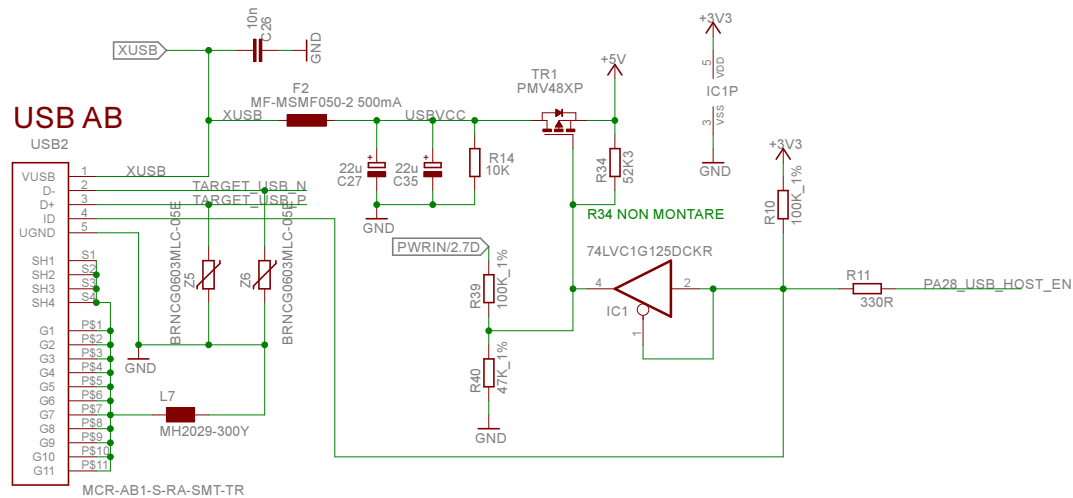 XUSB
10n
C26
GND
+3V3
5
VDD
IC1P
3
VSS
GND
F2
MF-MSMF050-2 500mA
XUSB
USBVCC
TR1
PMV48XP
+5V
USB AB
USB2
VUSB
1
XUSB
D-
2
TARGET_USB_N
D+
3
TARGET_USB_P
ID
4
UGND
5
SH1
S1
SH2
S2
SH3
S3
SH4
S4
G1
P$1
G2
P$2
G3
P$3
G4
P$4
G5
P$5
G6
P$6
G7
P$7
G8
P$8
G9
P$9
G10
P$10
G11
P$11
MCR-AB1-S-RA-SMT-TR
Z5
BRNCG0603MLC-05E
Z6
BRNCG0603MLC-05E
GND
L7
MH2029-300Y
22u
C27
+
22u
C35
+
R14
10K
GND
R34
52K3
R34 NON MONTARE
PWRIN/2.7D
R39
100K_1%
R40
47K_1%
GND
74LVC1G125DCKR
4
2
IC1
1
+3V3
R10
100K_1%
R11
330R
PA28_USB_HOST_EN